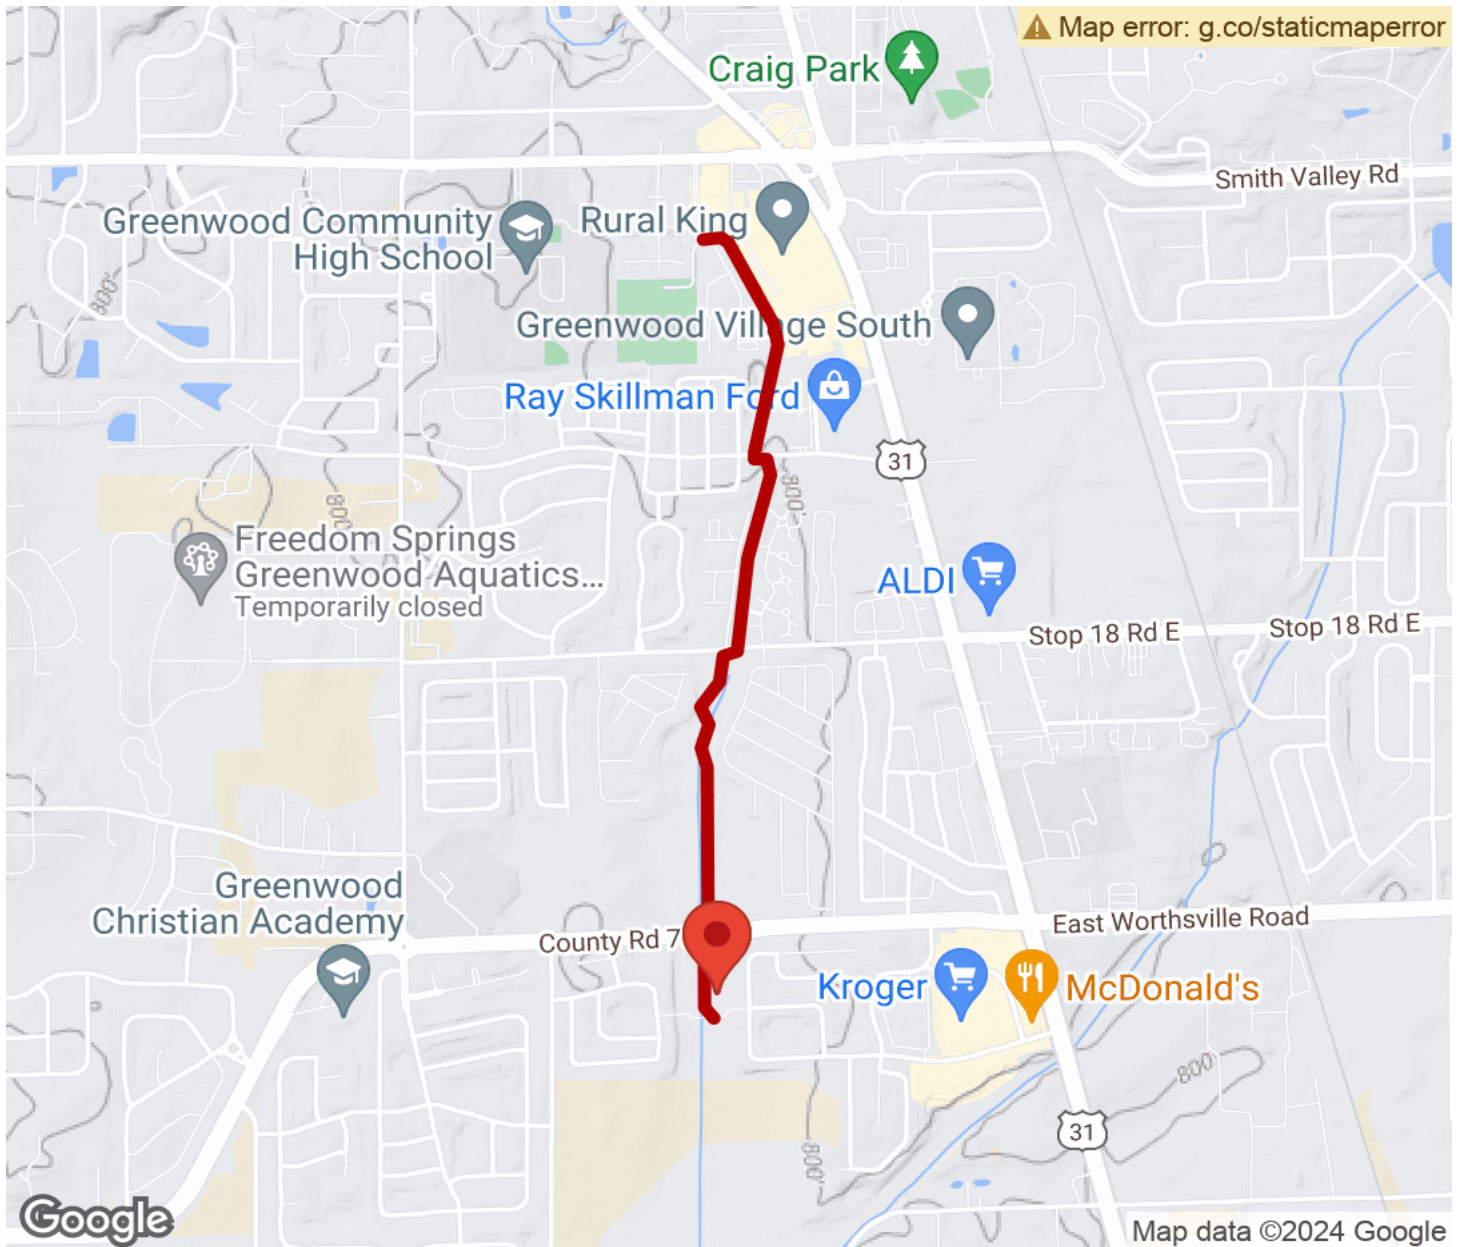 Map error: g.co/staticmaperror
Craig Park
Smith Valley Rd
Greenwood Community
High School
Rural King
800'
Greenwood Village South
Ray Skillman Ford
31
800'
800'
Freedom Springs
Greenwood Aquatics...
Temporarily closed
ALDI
Stop 18 Rd E
Stop 18 Rd E
Greenwood
Christian Academy
County Rd 7
East Worthsville Road
Kroger
McDonald's
800'
31
800'
Google
Map data ©2024 Google